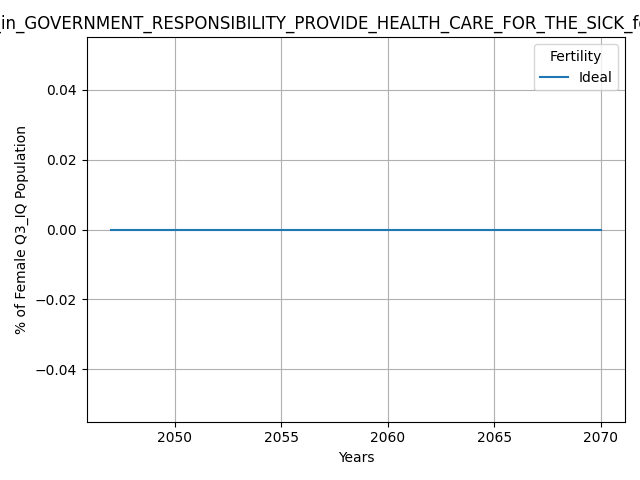 _in_GOVERNMENT_RESPONSIBILITY_PROVIDE_HEALTH_CARE_FOR_THE_SICK_f
Fertility
Ideal
% of Female Q3_IQ Population
0.04
0.02
0.00
−0.02
−0.04
2050 2055 2060 2065 2070
Years